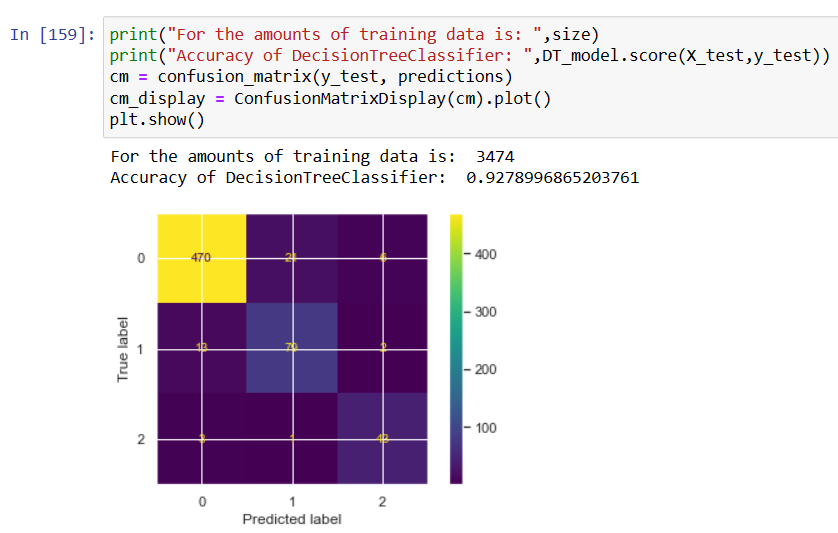 In [159]: print("For the amounts of training data is: ",size)
print("Accuracy of DecisionTreeClassifier: ",DT_model.score(X_test,y_test))
cm = confusion_matrix(y_test, predictions)
cm_display = ConfusionMatrixDisplay(cm).plot()
plt.show()
For the amounts of training data is:  3474
Accuracy of DecisionTreeClassifier:  0.9278996865203761
True label
0 470 21 6
1 13 79 2
2 3 1 43
0 1 2
Predicted label
400
300
200
100